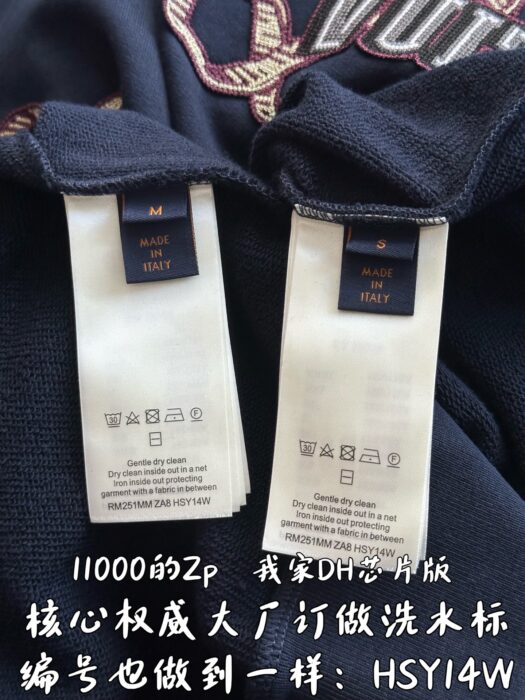 M
MADE
IN
ITALY
S
MADE
IN
ITALY
30
F
Gentle dry clean
Dry clean inside out in a net
Iron inside out protecting
garment with a fabric in between
RM251MM ZA8 HSY14W
30
F
Gentle dry clean
Dry clean inside out in a net
Iron inside out protecting
garment with a fabric in between
RM251MM ZA8 HSY14W
11000的Zp 我家DH芯片版
核心权威大厂订做洗水标
编号也做到一样：HSY14W